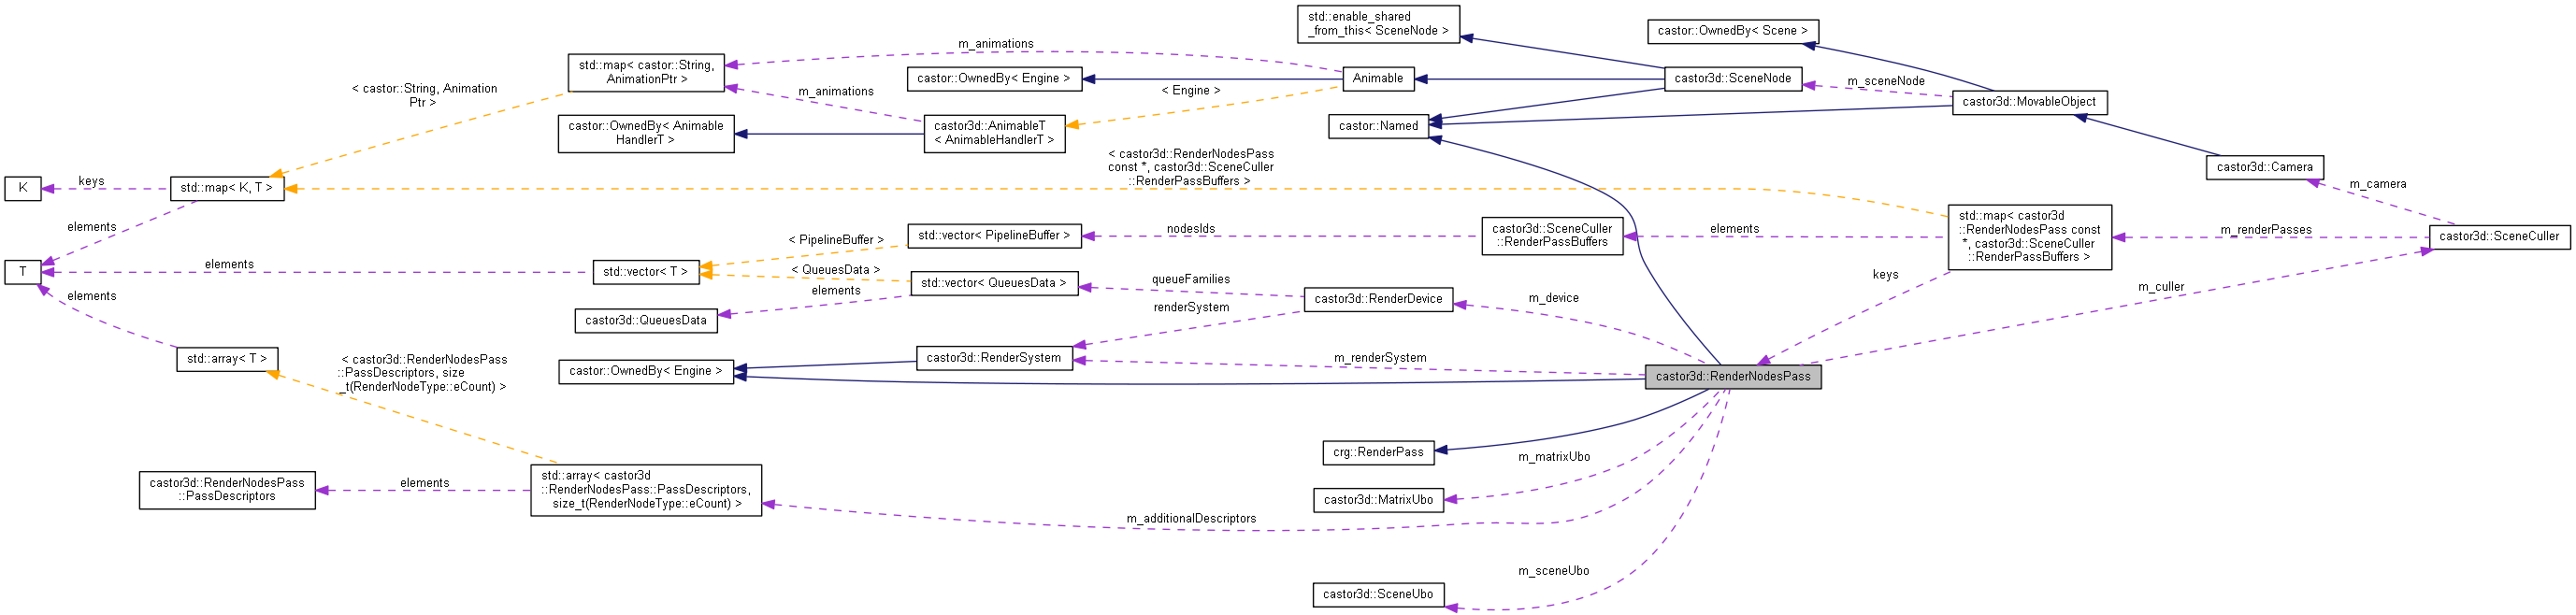 std::enable_shared
_from_this< SceneNode >
castor::OwnedBy< Scene >
m_animations
std::map< castor::String,
AnimationPtr >
castor::OwnedBy< Engine >
Animable
castor3d::SceneNode
m_sceneNode
castor3d::MovableObject
< castor::String, Animation
Ptr >
m_animations
< Engine >
castor::OwnedBy< Animable
HandlerT >
castor3d::AnimableT
< AnimableHandlerT >
castor::Named
< castor3d::RenderNodesPass
const *, castor3d::SceneCuller
::RenderPassBuffers >
castor3d::Camera
K
keys
std::map< K, T >
m_camera
elements
std::vector< PipelineBuffer >
nodesIds
castor3d::SceneCuller
::RenderPassBuffers
elements
std::map< castor3d
::RenderNodesPass const
*, castor3d::SceneCuller
::RenderPassBuffers >
m_renderPasses
castor3d::SceneCuller
< PipelineBuffer >
T
elements
std::vector< T >
< QueuesData >
std::vector< QueuesData >
queueFamilies
keys
elements
elements
castor3d::RenderDevice
m_device
m_culler
castor3d::QueuesData
renderSystem
std::array< T >
< castor3d::RenderNodesPass
::PassDescriptors, size
_t(RenderNodeType::eCount) >
castor::OwnedBy< Engine >
castor3d::RenderSystem
m_renderSystem
castor3d::RenderNodesPass
crg::RenderPass
m_matrixUbo
castor3d::RenderNodesPass
::PassDescriptors
elements
std::array< castor3d
::RenderNodesPass::PassDescriptors,
size_t(RenderNodeType::eCount) >
castor3d::MatrixUbo
m_additionalDescriptors
m_sceneUbo
castor3d::SceneUbo